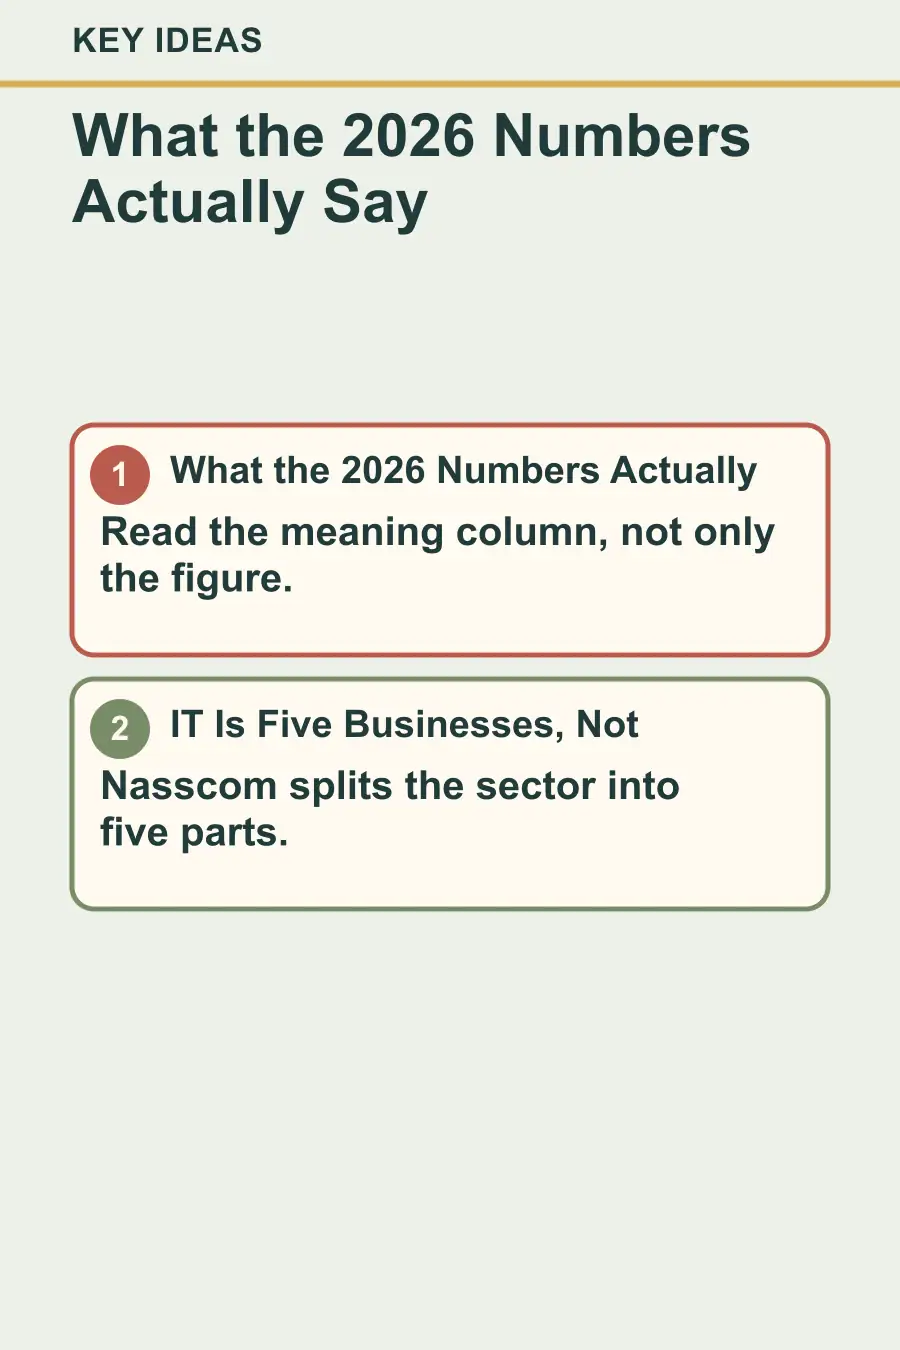 KEY IDEAS
What the 2026 Numbers
Actually Say
1 What the 2026 Numbers Actually
Read the meaning column, not only
the figure.
2 IT Is Five Businesses, Not
Nasscom splits the sector into
five parts.